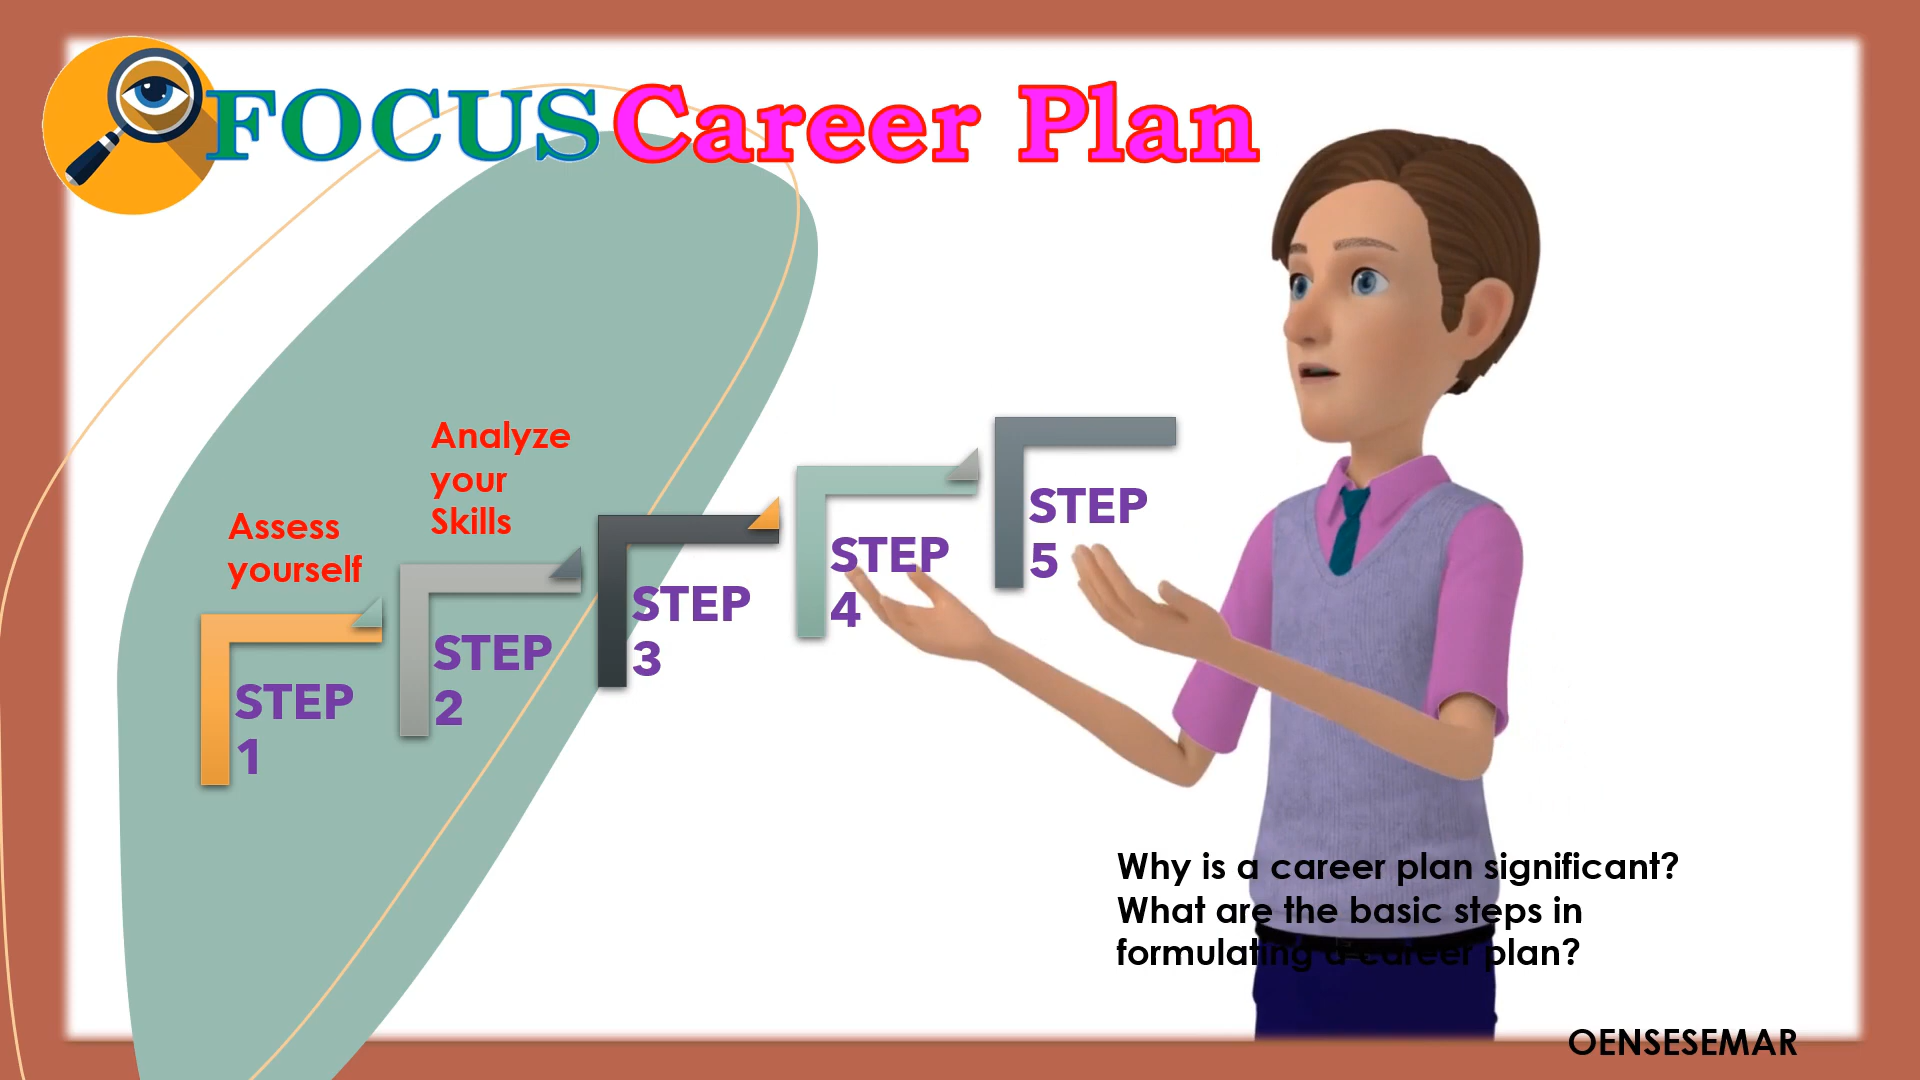 FOCUS Career Plan
Assess
yourself
STEP
1
Analyze
your
Skills
STEP
2
STEP
3
STEP
4
STEP
5
Why is a career plan significant?
What are the basic steps in
formulating a career plan?
OENSESEMAR